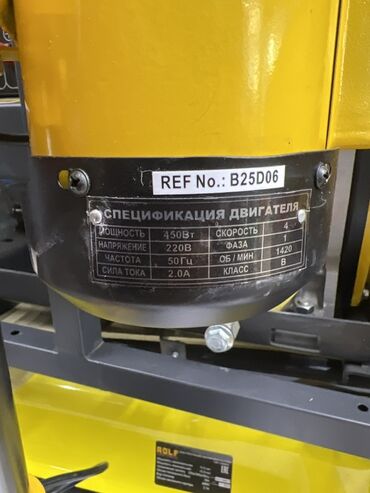 REF No.: B25D06
СПЕЦИФИКАЦИЯ ДВИГАТЕЛЯ
МОЩНОСТЬ 450Вт СКОРОСТЬ 4
НАПРЯЖЕНИЕ 220В ФАЗА 1
ЧАСТОТА 50Гц ОБ / МИН 1420
СИЛА ТОКА 2.0А КЛАСС В
ROLF